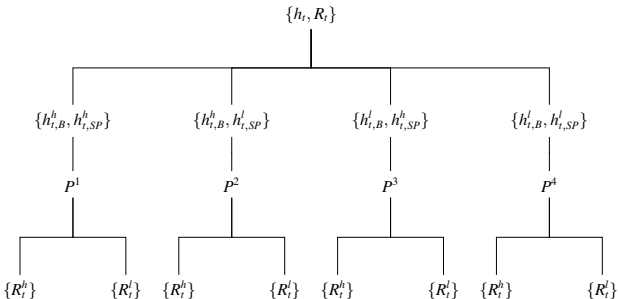 {h_t, R_t}
{h^h_{t,B}, h^h_{t,SP}} {h^h_{t,B}, h^l_{t,SP}} {h^l_{t,B}, h^h_{t,SP}} {h^l_{t,B}, h^l_{t,SP}}
P^1 P^2 P^3 P^4
{R^h_t} {R^l_t} {R^h_t} {R^l_t} {R^h_t} {R^l_t} {R^h_t} {R^l_t}